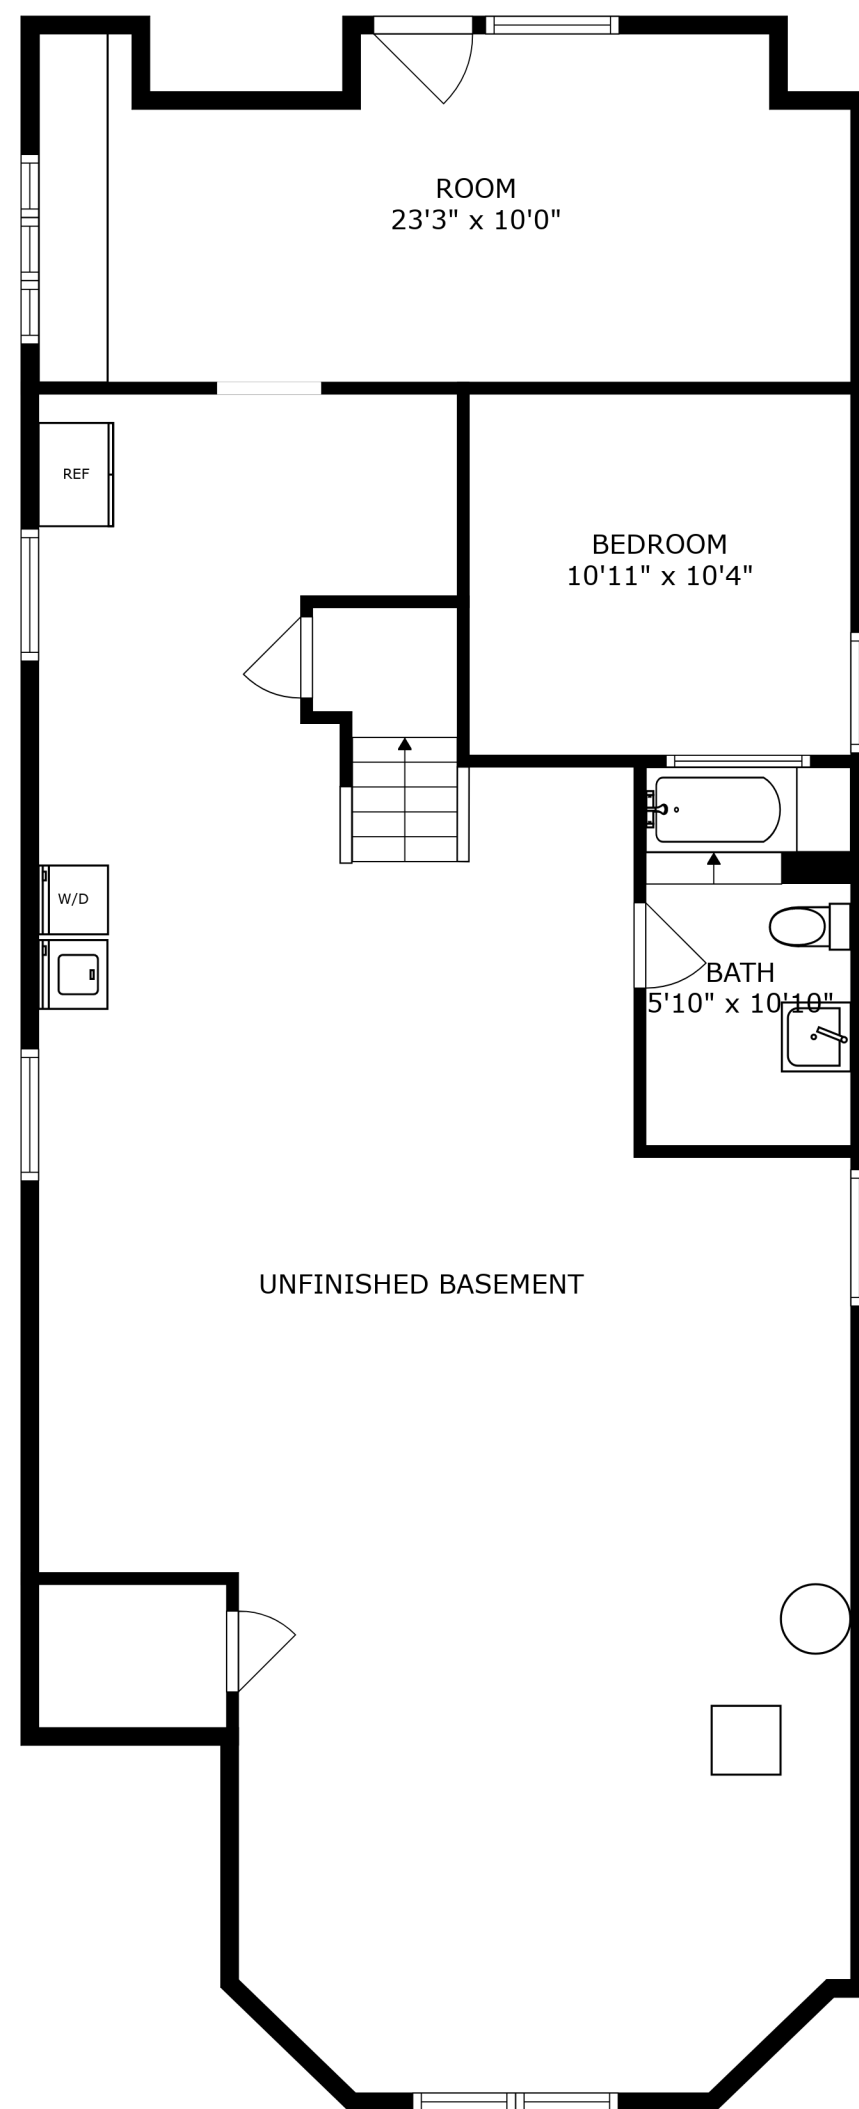 ROOM
23'3" x 10'0"
REF
BEDROOM
10'11" x 10'4"
W/D
BATH
5'10" x 10'10"
UNFINISHED BASEMENT